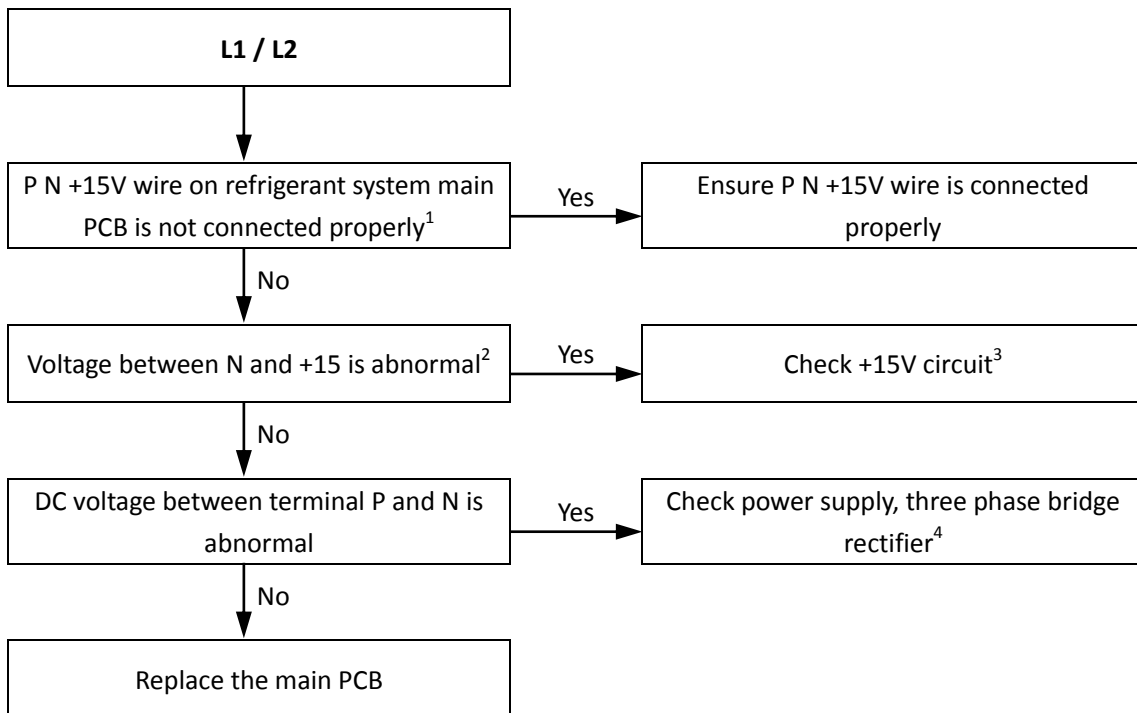 L1 / L2
P N +15V wire on refrigerant system main
PCB is not connected properly1
Yes
Ensure P N +15V wire is connected
properly
No
Voltage between N and +15 is abnormal2
Yes
Check +15V circuit3
No
DC voltage between terminal P and N is
abnormal
Yes
Check power supply, three phase bridge
rectifier4
No
Replace the main PCB